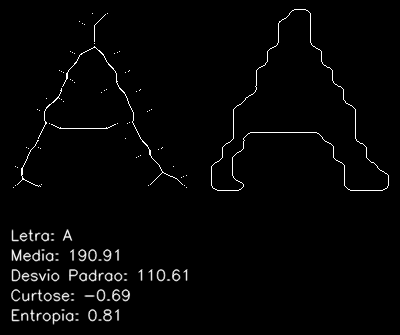 Letra: A
Media: 190.91
Desvio Padrao: 110.61
Curtose: -0.69
Entropia: 0.81